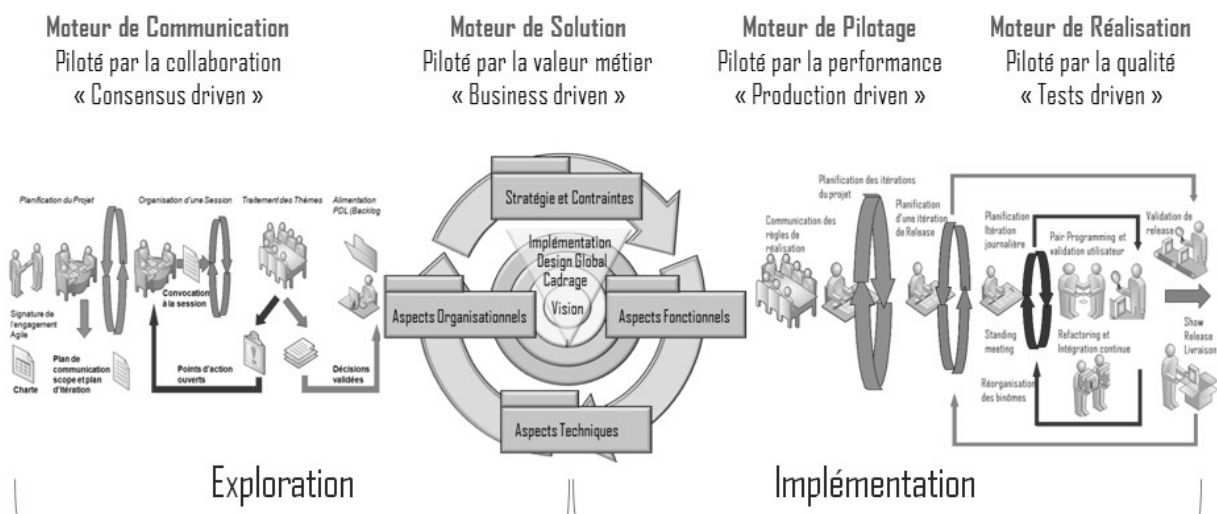 Moteur de Communication
Piloté par la collaboration
« Consensus driven »
Moteur de Solution
Piloté par la valeur métier
« Business driven »
Moteur de Pilotage
Piloté par la performance
« Production driven »
Moteur de Réalisation
Piloté par la qualité
« Tests driven »
Planification du Projet
Organisation d'une Session
Traitement des Thèmes
Alimentation
PDL (Backlog
Convocation
à la session
Signature de
l'engagement
Agile
Charte
Plan de
communication
scope et plan
d'itération
Points d'action
ouverts
Décisions
validées
Stratégie et Contraintes
Implémentation
Design Global
Cadrage
Vision
Aspects Organisationnels
Aspects Fonctionnels
Aspects Techniques
Communication des
règles de
réalisation
Planification des itérations
du projet
Planification
d'une itération
de Release
Planification
Itération
journalière
Pair Programming et
validation utilisateur
Validation de
release
Standing
meeting
Refactoring et
Intégration continue
Réorganisation
des binômes
Show
Release
Livraison
Exploration
Implémentation